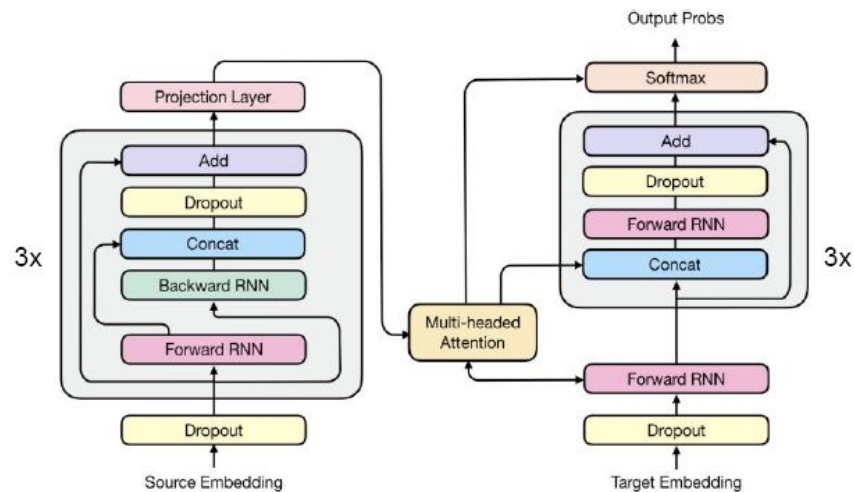 Output Probs
Softmax
Projection Layer
Add
Dropout
Concat
Backward RNN
Forward RNN
3x
Dropout
Source Embedding
Multi-headed
Attention
Add
Dropout
Forward RNN
Concat
3x
Forward RNN
Dropout
Target Embedding